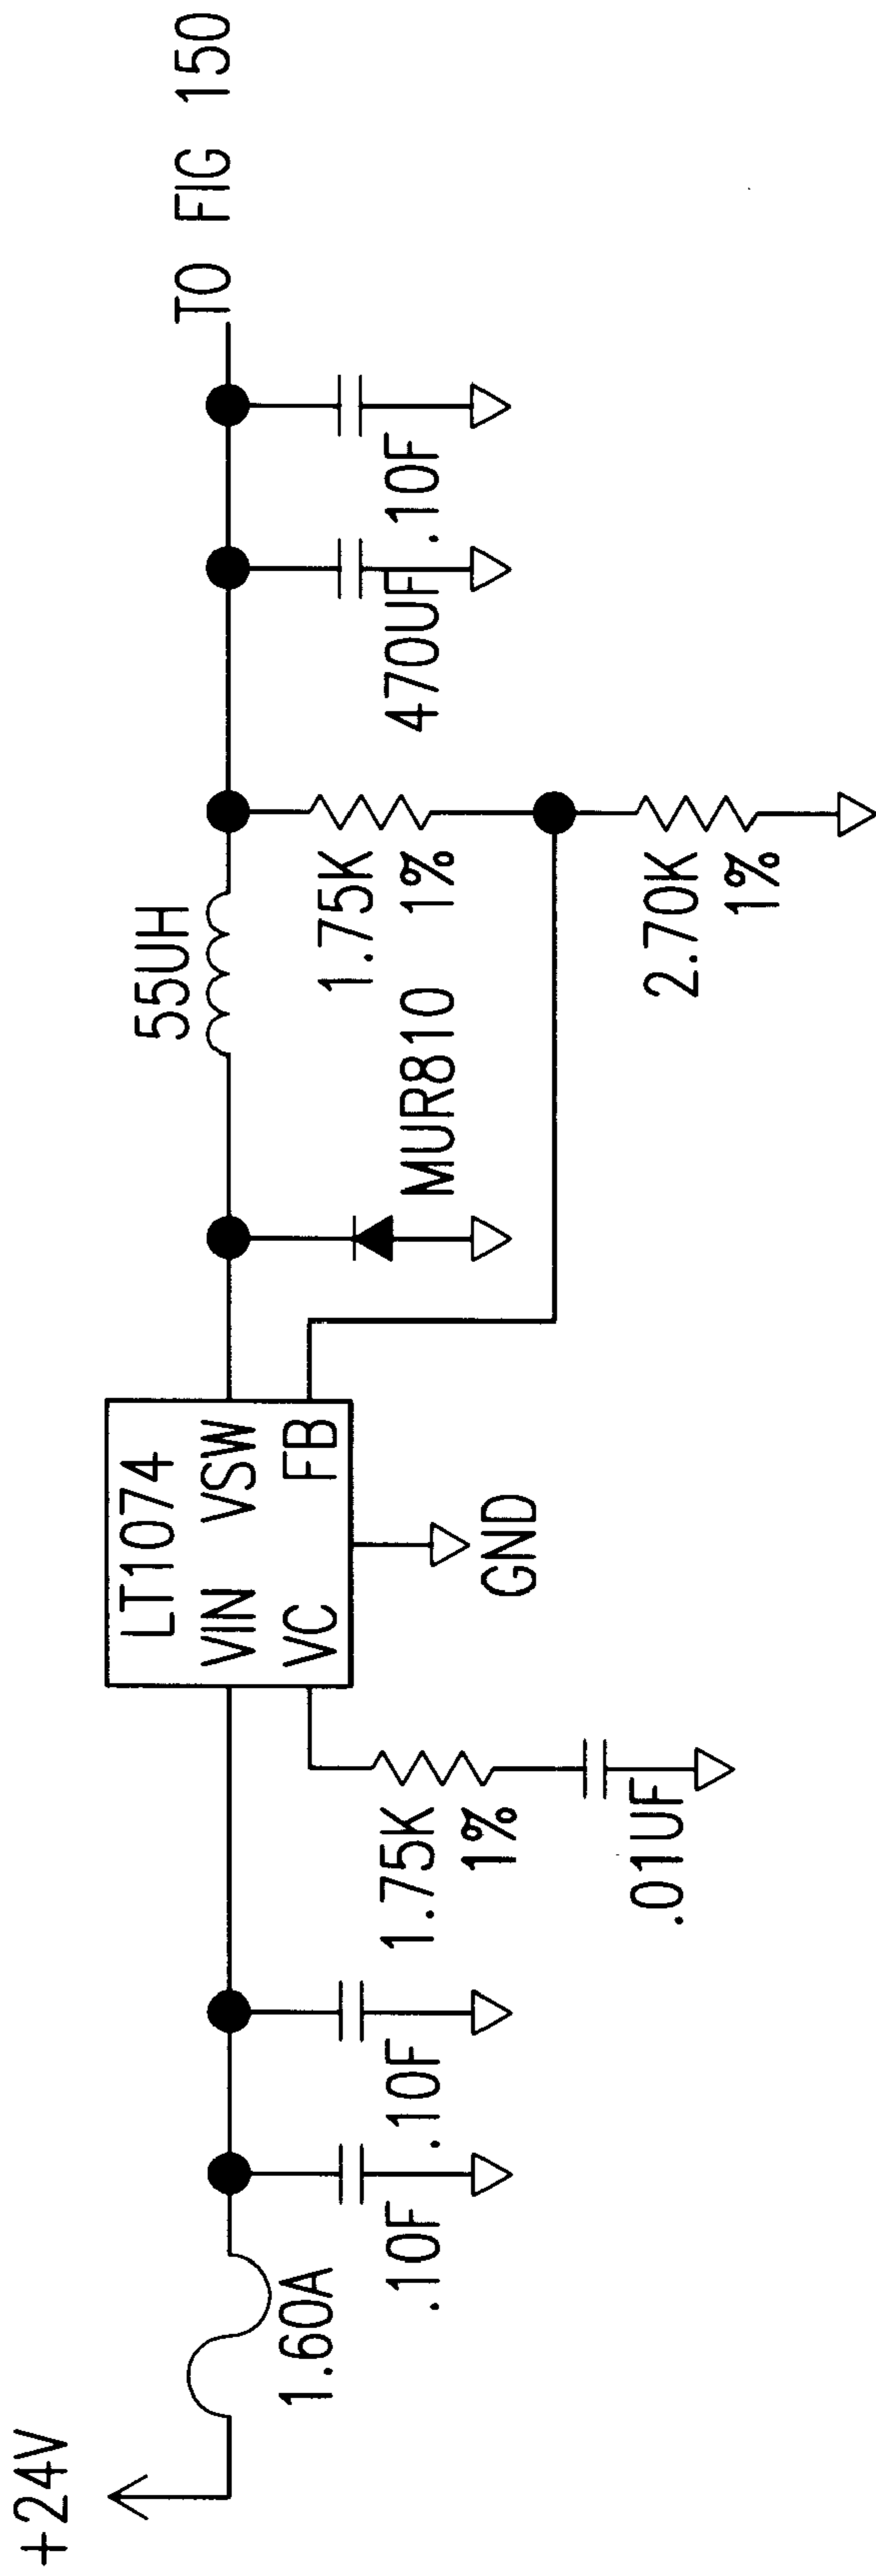 +24V
1.60A
.10F
.10F
1.75K
1%
.01UF
LT1074
VIN VSW
VC FB
GND
MUR810
55UH
1.75K
1%
2.70K
1%
470UF
.10F
TO FIG 150